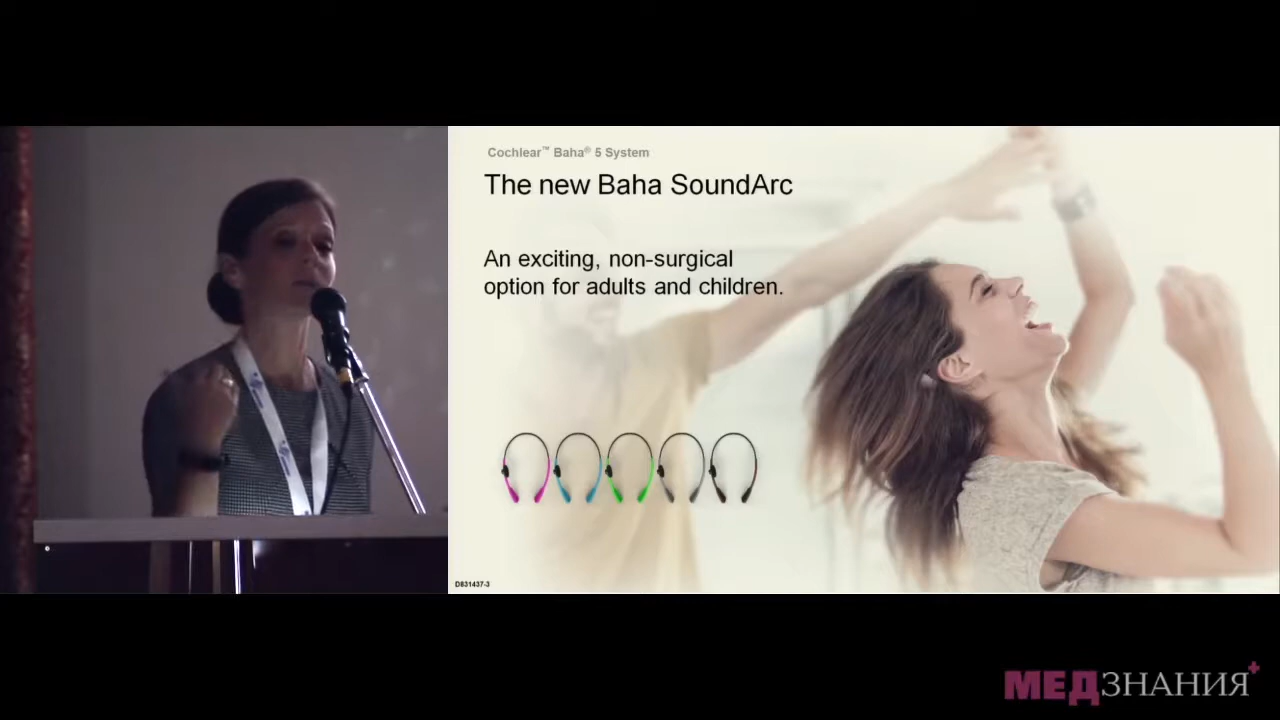 Cochlear™ Baha® 5 System
The new Baha SoundArc
An exciting, non-surgical
option for adults and children.
D831437-3
МЕДЗНАНИЯ+